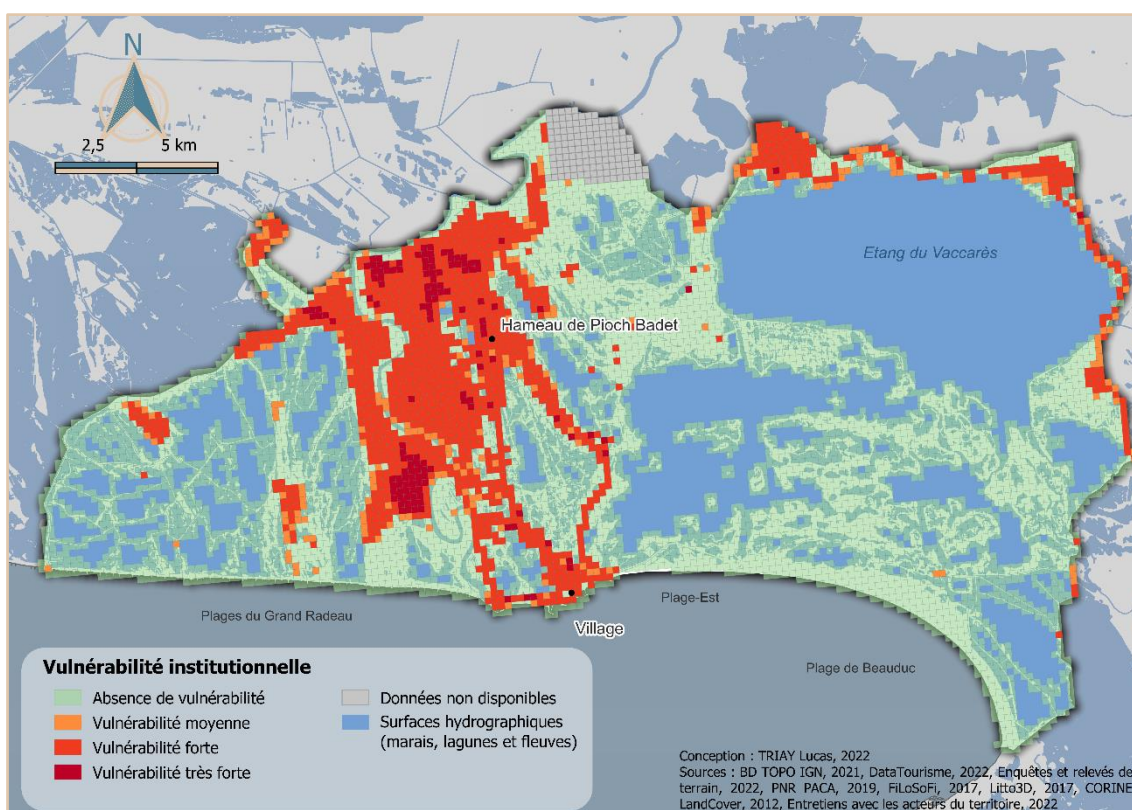 N
2,5 5 km
Etang du Vaccarès
Hameau de Pioch Badet
Plages du Grand Radeau
Plage-Est
Village
Plage de Beauduc
Vulnérabilité institutionnelle
Absence de vulnérabilité
Vulnérabilité moyenne
Vulnérabilité forte
Vulnérabilité très forte
Données non disponibles
Surfaces hydrographiques
(marais, lagunes et fleuves)
Conception : TRIAY Lucas, 2022
Sources : BD TOPO IGN, 2021, DataTourisme, 2022, Enquêtes et relevés de
terrain, 2022, PNR PACA, 2019, FiLoSoFi, 2017, Litto3D, 2017, CORINE
LandCover, 2012, Entretiens avec les acteurs du territoire, 2022